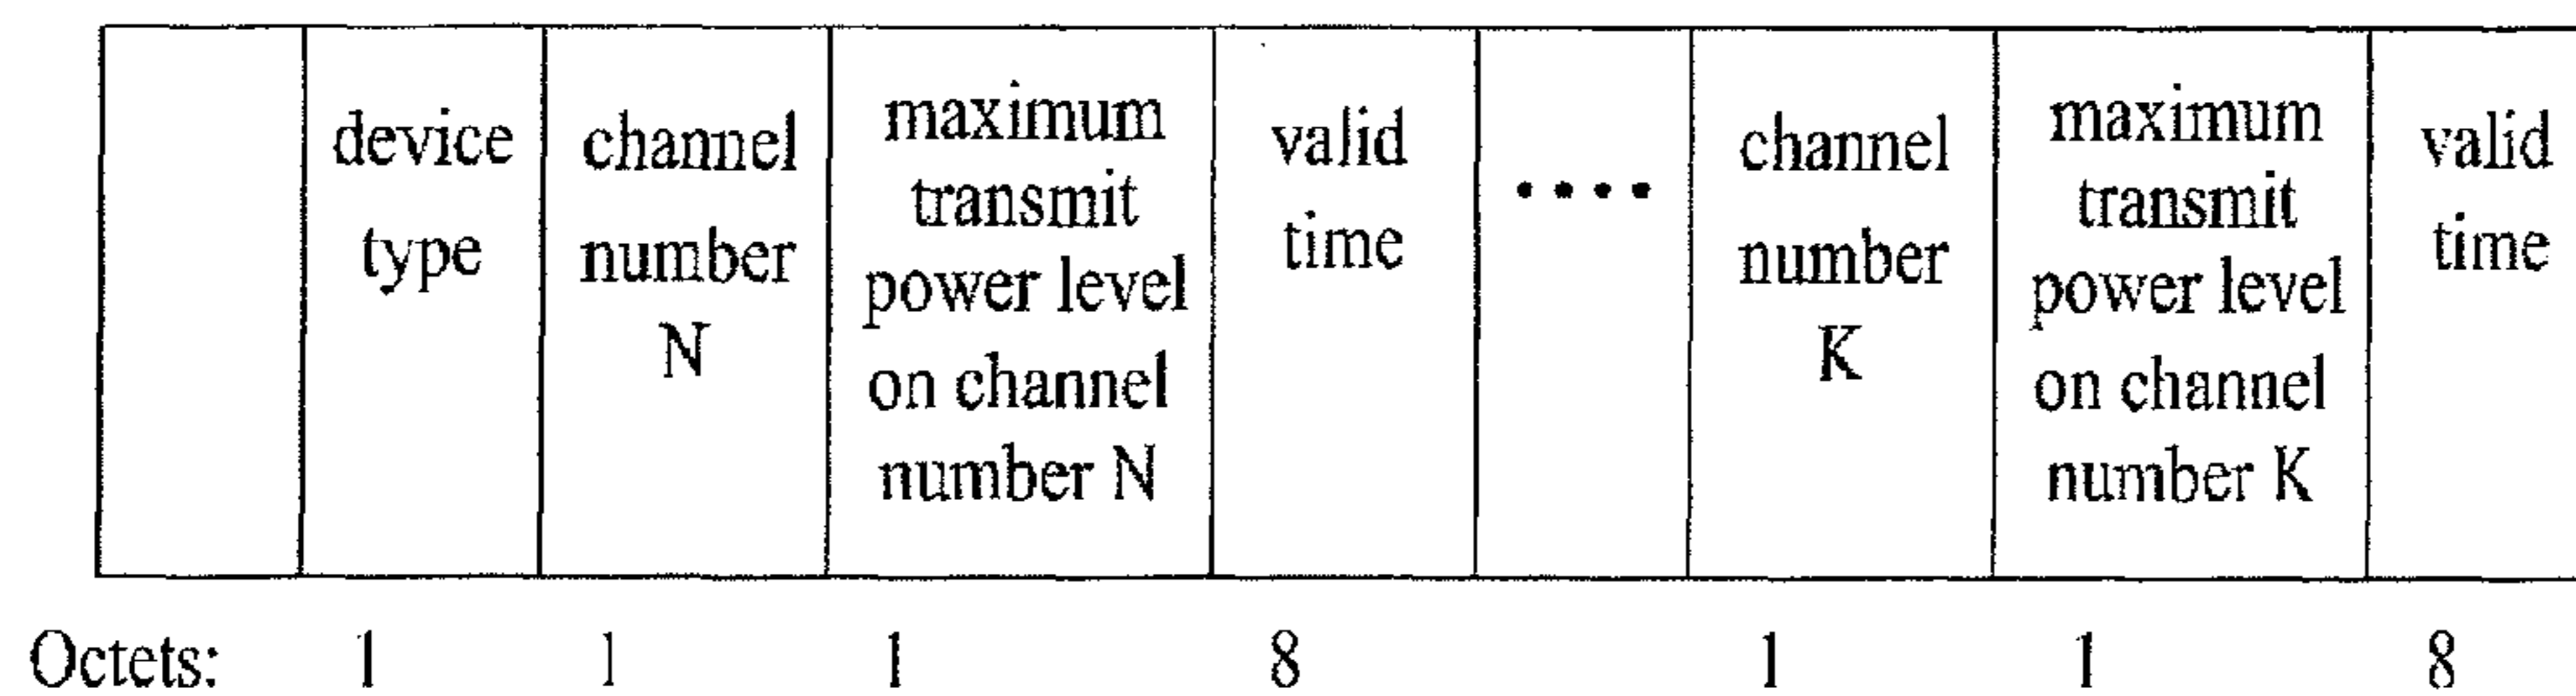 device
type
channel
number
N
maximum
transmit
power level
on channel
number N
valid
time
....
channel
number
K
maximum
transmit
power level
on channel
number K
valid
time
Octets: 1 1 1 8 1 1 8